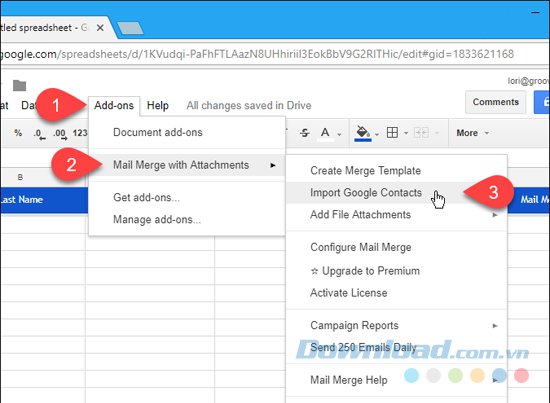 tled spreadsheet - G
google.com/spreadsheets/d/1KVudqi-PaFhFTLAazN8UHhiriiI3EokBbV9G2RITHic/edit#gid=1833621168
lori@groov
at Da Add-ons Help All changes saved in Drive
Comments
1
% .0 .00 123
More
Document add-ons
2 Mail Merge with Attachments
Get add-ons...
Manage add-ons...
B
Last Name
Mail M
Create Merge Template
Import Google Contacts 3
Add File Attachments
Configure Mail Merge
☆ Upgrade to Premium
Activate License
Campaign Reports
Send 250 Emails Daily
Mail Merge Help
Download.com.vn